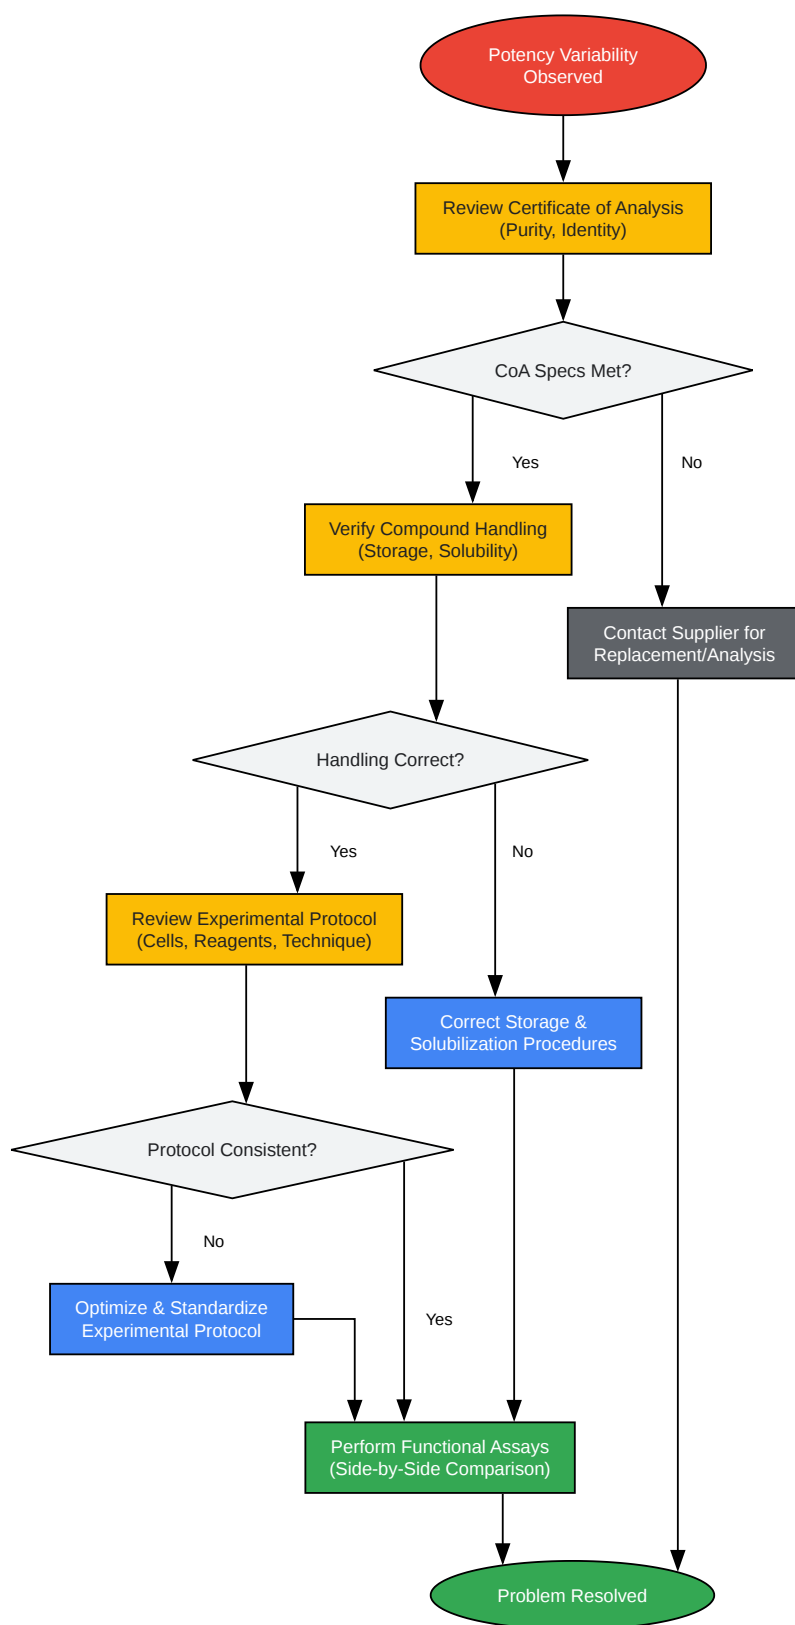 Potency Variability
Observed
Review Certificate of Analysis
(Purity, Identity)
CoA Specs Met?
Yes
No
Verify Compound Handling
(Storage, Solubility)
Contact Supplier for
Replacement/Analysis
Handling Correct?
Yes
No
Review Experimental Protocol
(Cells, Reagents, Technique)
Correct Storage &
Solubilization Procedures
Protocol Consistent?
No
Optimize & Standardize
Experimental Protocol
Yes
Perform Functional Assays
(Side-by-Side Comparison)
Problem Resolved